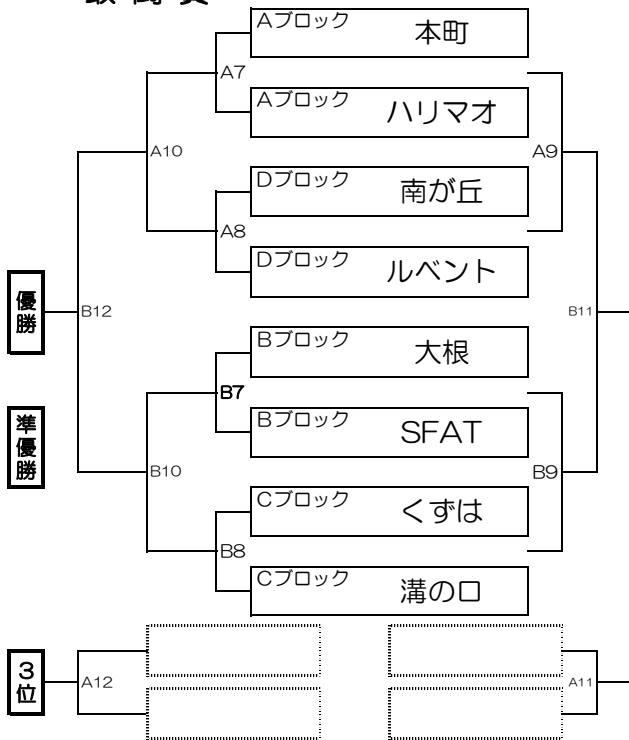 Aブロック 本町
A7
Aブロック ハリマオ
A10
A9
Dブロック 南が丘
A8
Dブロック ルベント
優勝
B12
B11
Bブロック 大根
B7
準優勝
Bブロック SFAT
B10
B9
Cブロック くずは
B8
Cブロック 溝の口
3位
A12
A11